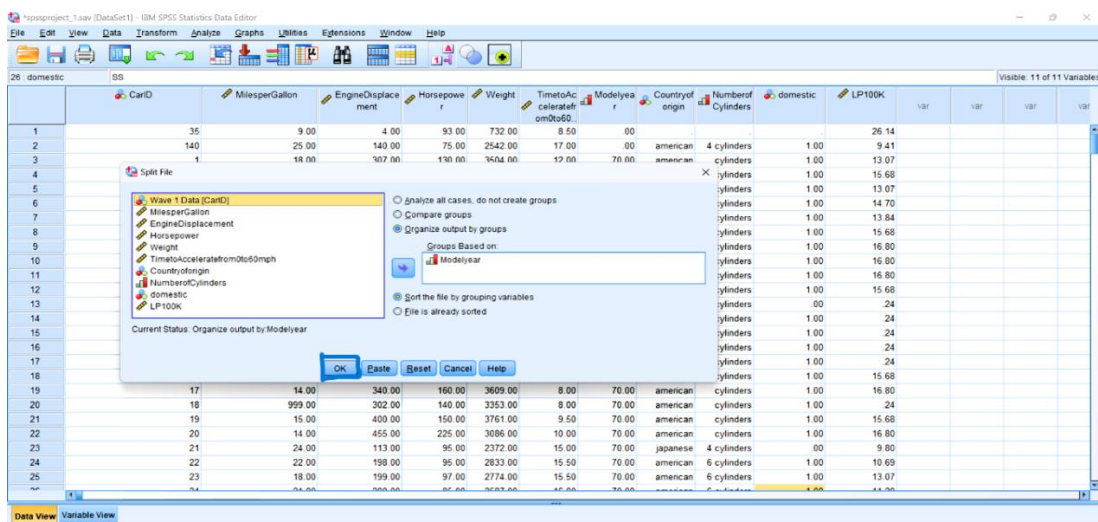 *spssproject_1.sav [DataSet1] - IBM SPSS Statistics Data Editor
File Edit View Data Transform Analyze Graphs Utilities Extensions Window Help
26 : domestic SS Visible: 11 of 11 Variables
CarID MilesperGallon EngineDisplacement Horsepower Weight TimetoAcceleratefrom0to60... Modelyear Countryoforigin NumberofCylinders domestic LP100K var var var var
1 35 9.00 4.00 93.00 732.00 8.50 .00 . . . 26.14
2 140 25.00 140.00 75.00 2542.00 17.00 .00 american 4 cylinders 1.00 9.41
3 1 18.00 307.00 130.00 3504.00 12.00 70.00 american cylinders 1.00 13.07
4 cylinders 1.00 15.68
5 cylinders 1.00 13.07
6 cylinders 1.00 14.70
7 cylinders 1.00 13.84
8 cylinders 1.00 15.68
9 cylinders 1.00 16.80
10 cylinders 1.00 16.80
11 cylinders 1.00 16.80
12 cylinders 1.00 15.68
13 cylinders .00 .24
14 cylinders 1.00 .24
15 cylinders 1.00 .24
16 cylinders 1.00 .24
17 cylinders 1.00 .24
18 cylinders 1.00 15.68
Split File
Wave 1 Data [CarID]
MilesperGallon
EngineDisplacement
Horsepower
Weight
TimetoAcceleratefrom0to60mph
Countryoforigin
NumberofCylinders
domestic
LP100K
Analyze all cases, do not create groups
Compare groups
Organize output by groups
Groups Based on:
Modelyear
Sort the file by grouping variables
File is already sorted
Current Status: Organize output by:Modelyear
OK Paste Reset Cancel Help
19 17 14.00 340.00 160.00 3609.00 8.00 70.00 american cylinders 1.00 16.80
20 18 999.00 302.00 140.00 3353.00 8.00 70.00 american cylinders 1.00 .24
21 19 15.00 400.00 150.00 3761.00 9.50 70.00 american cylinders 1.00 15.68
22 20 14.00 455.00 225.00 3086.00 10.00 70.00 american cylinders 1.00 16.80
23 21 24.00 113.00 95.00 2372.00 15.00 70.00 japanese 4 cylinders .00 9.80
24 22 22.00 198.00 95.00 2833.00 15.50 70.00 american 6 cylinders 1.00 10.69
25 23 18.00 199.00 97.00 2774.00 15.50 70.00 american 6 cylinders 1.00 13.07
Data View Variable View